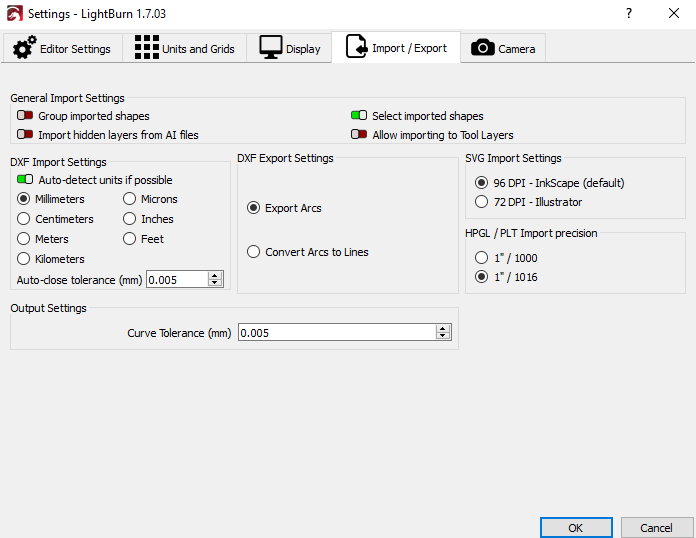 Settings - LightBurn 1.7.03
Editor Settings
Units and Grids
Display
Import / Export
Camera
General Import Settings
Group imported shapes
Select imported shapes
Import hidden layers from AI files
Allow importing to Tool Layers
DXF Import Settings
Auto-detect units if possible
Millimeters
Microns
Centimeters
Inches
Meters
Feet
Kilometers
Auto-close tolerance (mm) 0.005
DXF Export Settings
Export Arcs
Convert Arcs to Lines
SVG Import Settings
96 DPI - InkScape (default)
72 DPI - Illustrator
HPGL / PLT Import precision
1" / 1000
1" / 1016
Output Settings
Curve Tolerance (mm) 0.005
OK
Cancel